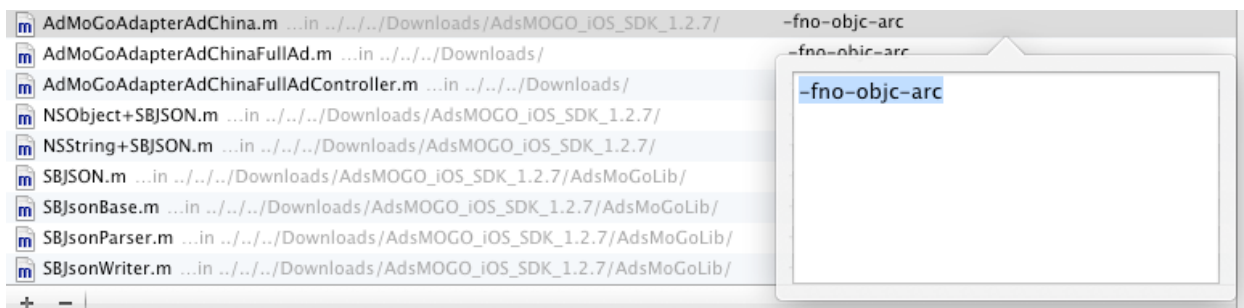 m AdMoGoAdapterAdChina.m ...in ../../../Downloads/AdsMOGO_iOS_SDK_1.2.7/ -fno-objc-arc
m AdMoGoAdapterAdChinaFullAd.m ...in ../../../Downloads/ -fno-objc-arc
m AdMoGoAdapterAdChinaFullAdController.m ...in ../../../Downloads/
-fno-objc-arc
m NSObject+SBJSON.m ...in ../../../Downloads/AdsMOGO_iOS_SDK_1.2.7/
m NSString+SBJSON.m ...in ../../../Downloads/AdsMOGO_iOS_SDK_1.2.7/
m SBJSON.m ...in ../../../Downloads/AdsMOGO_iOS_SDK_1.2.7/AdsMoGoLib/
m SBJsonBase.m ...in ../../../Downloads/AdsMOGO_iOS_SDK_1.2.7/AdsMoGoLib/
m SBJsonParser.m ...in ../../../Downloads/AdsMOGO_iOS_SDK_1.2.7/AdsMoGoLib/
m SBJsonWriter.m ...in ../../../Downloads/AdsMOGO_iOS_SDK_1.2.7/AdsMoGoLib/
+ −